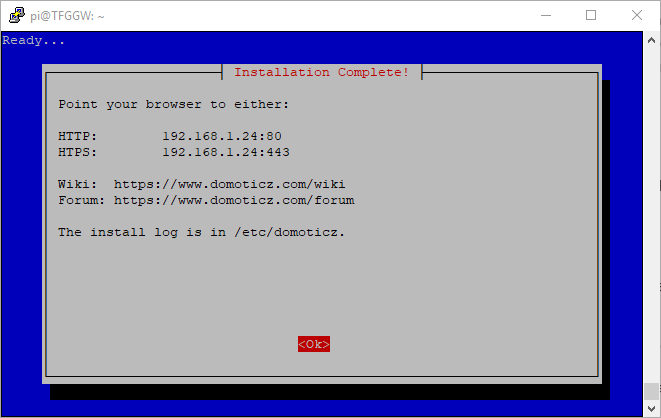 pi@TFGGW: ~
Ready...
Installation Complete!
Point your browser to either:
HTTP: 192.168.1.24:80
HTPS: 192.168.1.24:443
Wiki: https://www.domoticz.com/wiki
Forum: https://www.domoticz.com/forum
The install log is in /etc/domoticz.
<Ok>